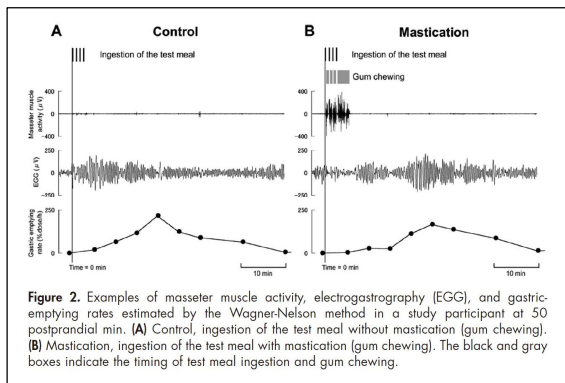 A
Control
B
Mastication
Ingestion of the test meal
Ingestion of the test meal
Gum chewing
Masseter muscle
activity (μV)
400
0
−400
400
0
−400
EEG (μV)
250
0
−250
250
0
−250
Gastric emptying
rate (%dose/h)
250
0
250
0
Time = 0 min
10 min
Time = 0 min
10 min
Figure 2. Examples of masseter muscle activity, electrogastrography (EGG), and gastric-
emptying rates estimated by the Wagner-Nelson method in a study participant at 50
postprandial min. (A) Control, ingestion of the test meal without mastication (gum chewing).
(B) Mastication, ingestion of the test meal with mastication (gum chewing). The black and gray
boxes indicate the timing of test meal ingestion and gum chewing.